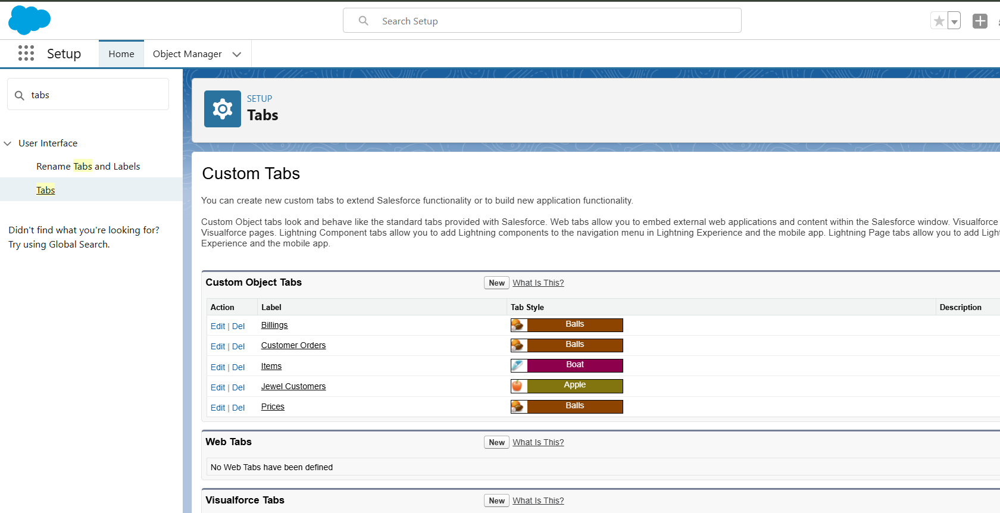 Search Setup
Setup
Home
Object Manager
tabs
User Interface
Rename Tabs and Labels
Tabs
Didn't find what you're looking for?
Try using Global Search.
SETUP
Tabs
Custom Tabs
You can create new custom tabs to extend Salesforce functionality or to build new application functionality.
Custom Object tabs look and behave like the standard tabs provided with Salesforce. Web tabs allow you to embed external web applications and content within the Salesforce window. Visualforce
Visualforce pages. Lightning Component tabs allow you to add Lightning components to the navigation menu in Lightning Experience and the mobile app. Lightning Page tabs allow you to add Light
Experience and the mobile app.
Custom Object Tabs New What Is This?
Action Label Tab Style Description
Edit | Del Billings Balls
Edit | Del Customer Orders Balls
Edit | Del Items Boat
Edit | Del Jewel Customers Apple
Edit | Del Prices Balls
Web Tabs New What Is This?
No Web Tabs have been defined
Visualforce Tabs New What Is This?